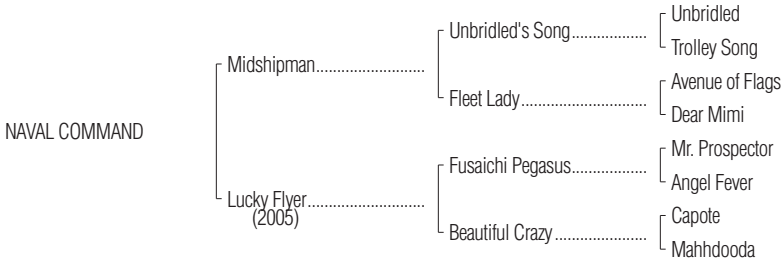 Unbridled
Unbridled's Song....................
Trolley Song
Midshipman.............................
Avenue of Flags
Fleet Lady.................................
Dear Mimi
NAVAL COMMAND
Mr. Prospector
Fusaichi Pegasus....................
Angel Fever
Lucky Flyer...............................
(2005)
Capote
Beautiful Crazy........................
Mahhdooda